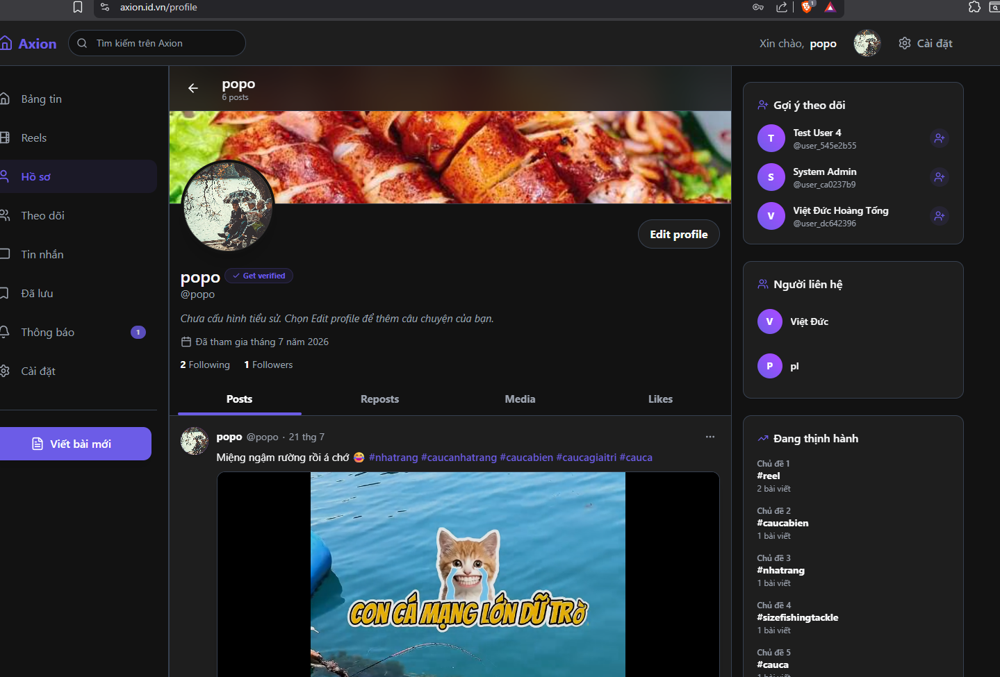 axion.id.vn/profile
1
Axion
Tìm kiếm trên Axion
Xin chào, popo
Cài đặt
Bảng tin
Reels
Hồ sơ
Theo dõi
Tin nhắn
Đã lưu
Thông báo
1
Cài đặt
Viết bài mới
popo
6 posts
Edit profile
popo
Get verified
@popo
Chưa cấu hình tiểu sử. Chọn Edit profile để thêm câu chuyện của bạn.
Đã tham gia tháng 7 năm 2026
2 Following 1 Followers
Posts
Reposts
Media
Likes
popo @popo · 21 thg 7
Miệng ngậm rường rồi á chớ 😂 #nhatrang #caucanhatrang #caucabien #caucagiaitri #cauca
CON CÁ MẠNG LỚN DỮ TRỜ
Gợi ý theo dõi
T
Test User 4
@user_545e2b55
S
System Admin
@user_ca0237b9
V
Việt Đức Hoàng Tống
@user_dc642396
Người liên hệ
V
Việt Đức
P
pl
Đang thịnh hành
Chủ đề 1
#reel
2 bài viết
Chủ đề 2
#caucabien
1 bài viết
Chủ đề 3
#nhatrang
1 bài viết
Chủ đề 4
#sizefishingtackle
1 bài viết
Chủ đề 5
#cauca